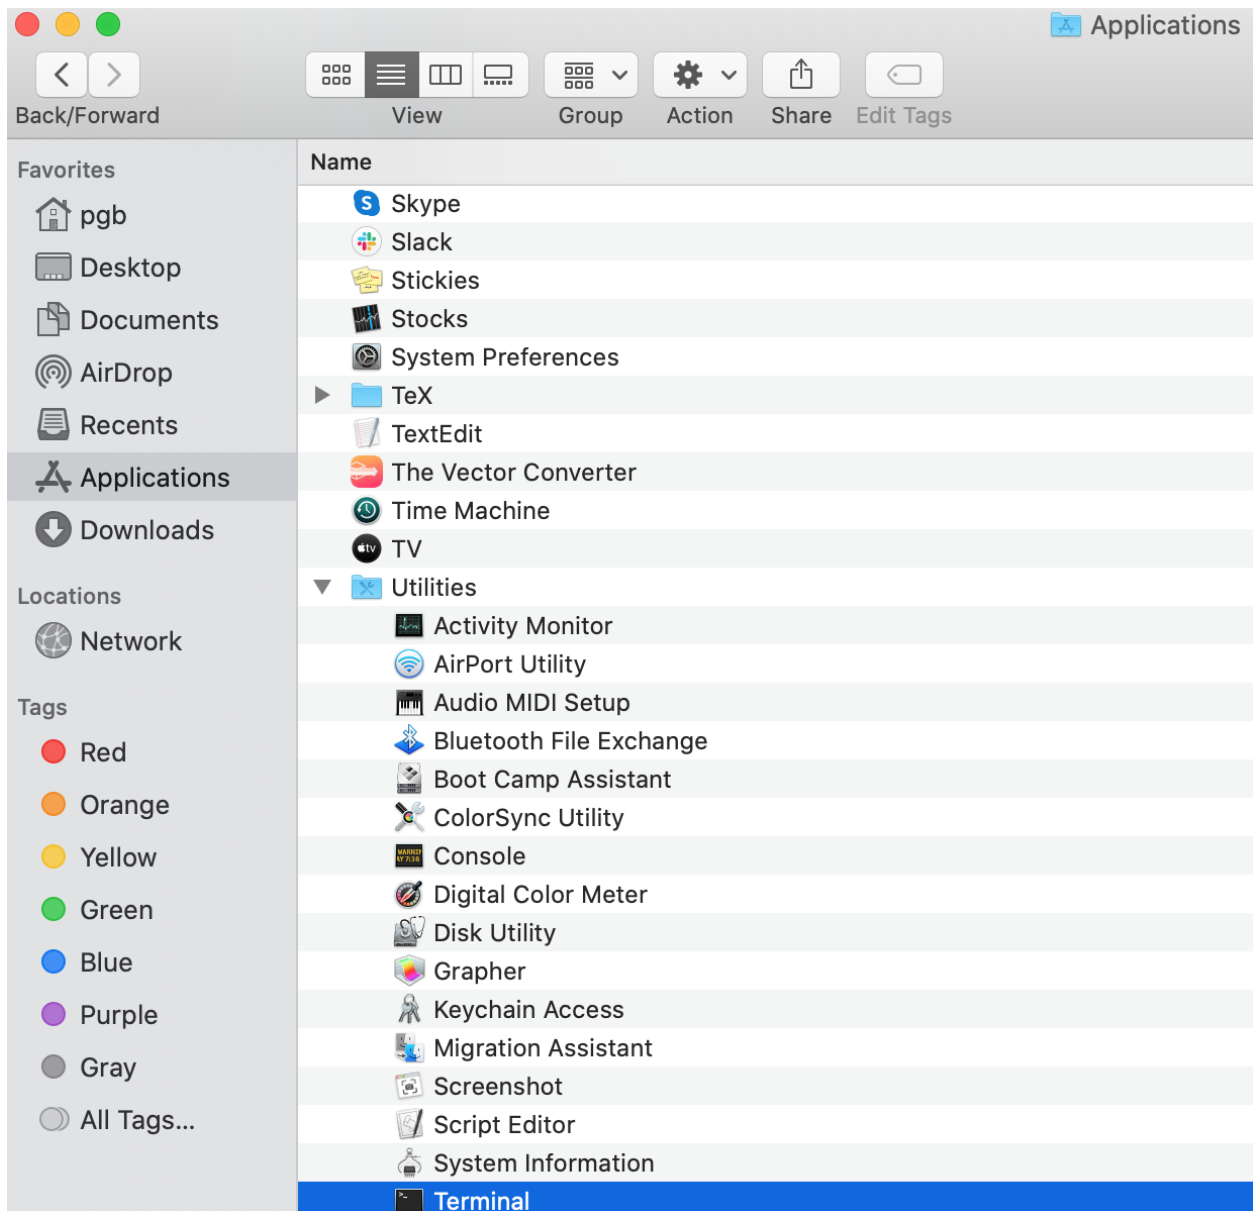 Applications
Back/Forward
View
Group
Action
Share
Edit Tags
Favorites
pgb
Desktop
Documents
AirDrop
Recents
Applications
Downloads
Locations
Network
Tags
Red
Orange
Yellow
Green
Blue
Purple
Gray
All Tags...
Name
Skype
Slack
Stickies
Stocks
System Preferences
TeX
TextEdit
The Vector Converter
Time Machine
tv
TV
Utilities
Activity Monitor
AirPort Utility
Audio MIDI Setup
Bluetooth File Exchange
Boot Camp Assistant
ColorSync Utility
Console
Digital Color Meter
Disk Utility
Grapher
Keychain Access
Migration Assistant
Screenshot
Script Editor
System Information
Terminal